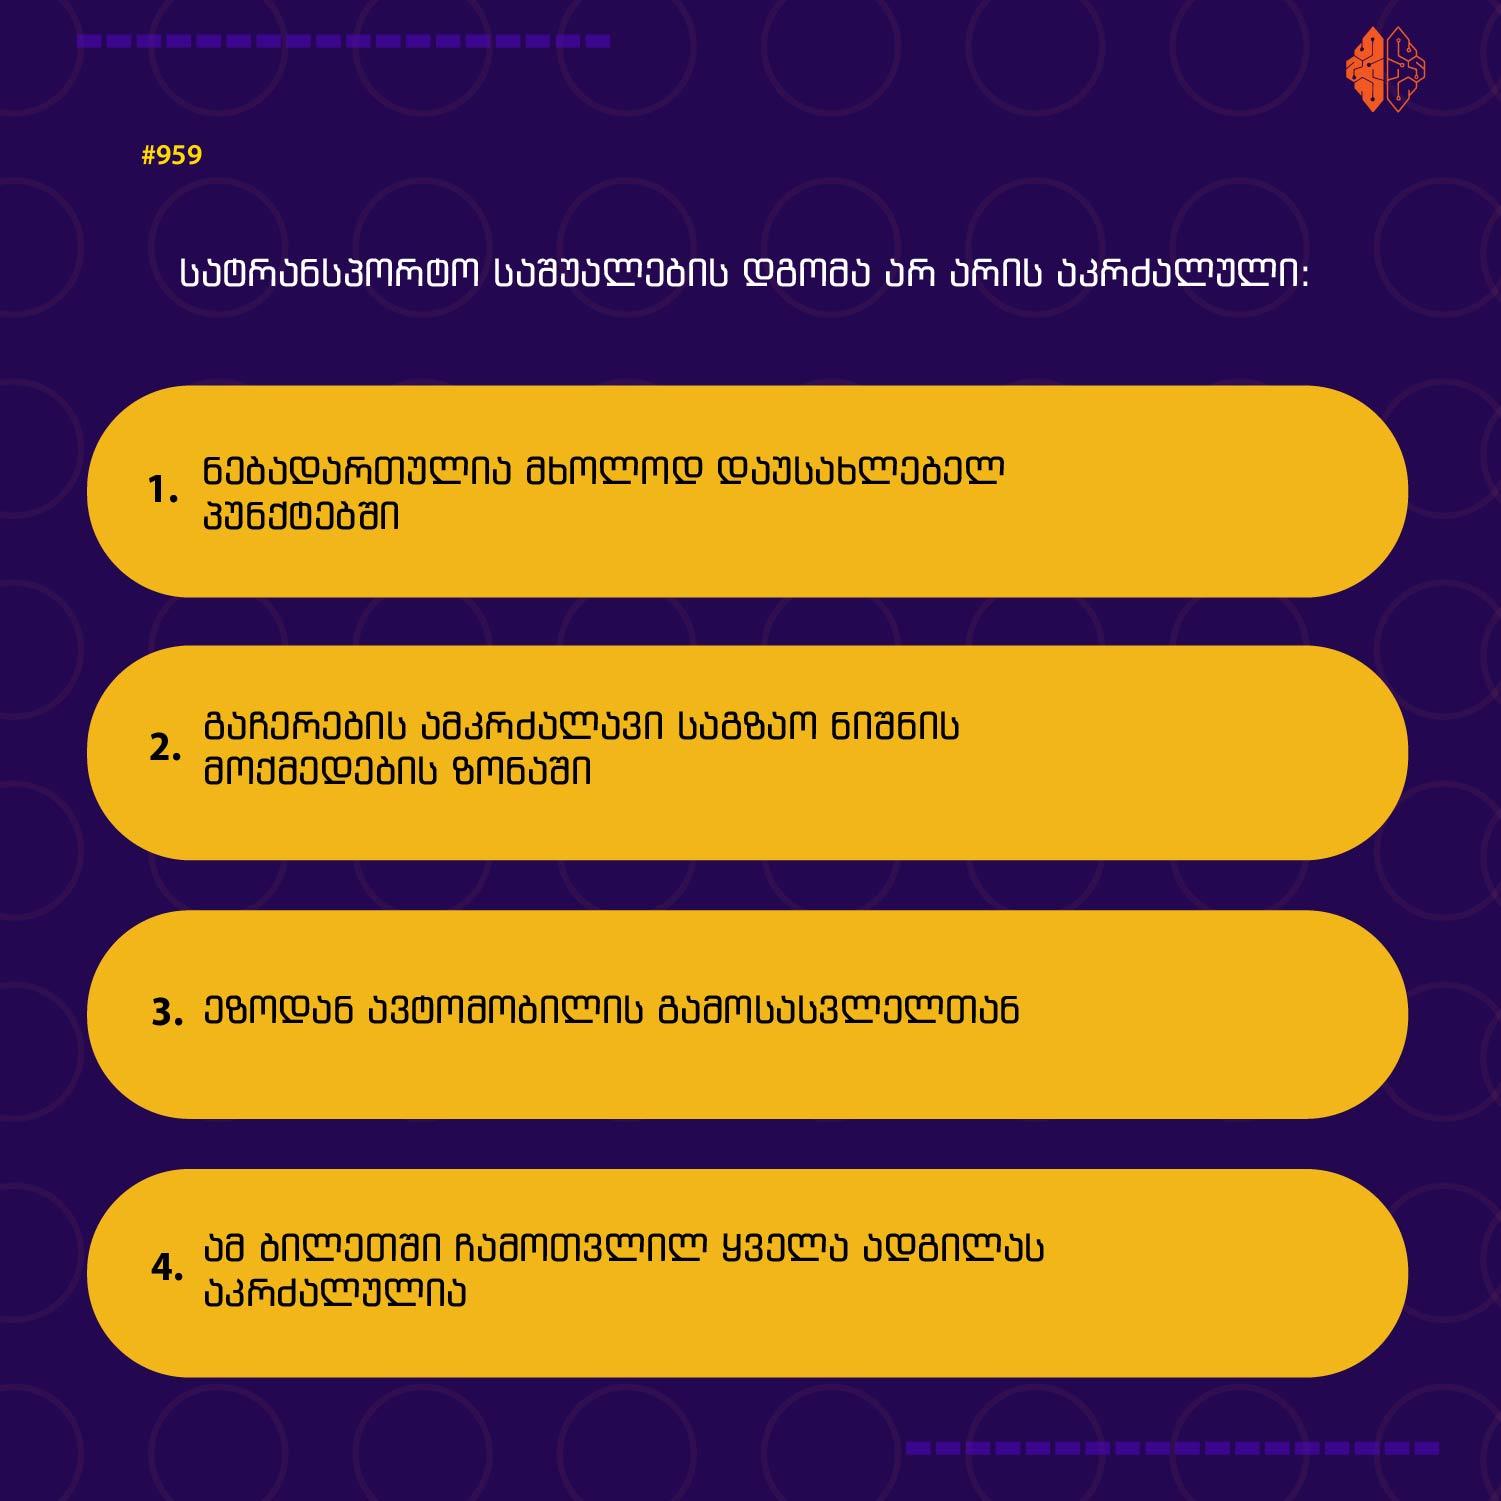 #959
სატრანსპორტო საშუალების დგომა არ არის აკრძალული:
1. ნებადართულია მხოლოდ დაუსახლებელ
პუნქტებში
2. გაჩერების ამკრძალავი საგზაო ნიშნის
მოქმედების ზონაში
3. ეზოდან ავტომობილის გამოსასვლელთან
4. ამ ბილეთში ჩამოთვლილ ყველა ადგილას
აკრძალულია